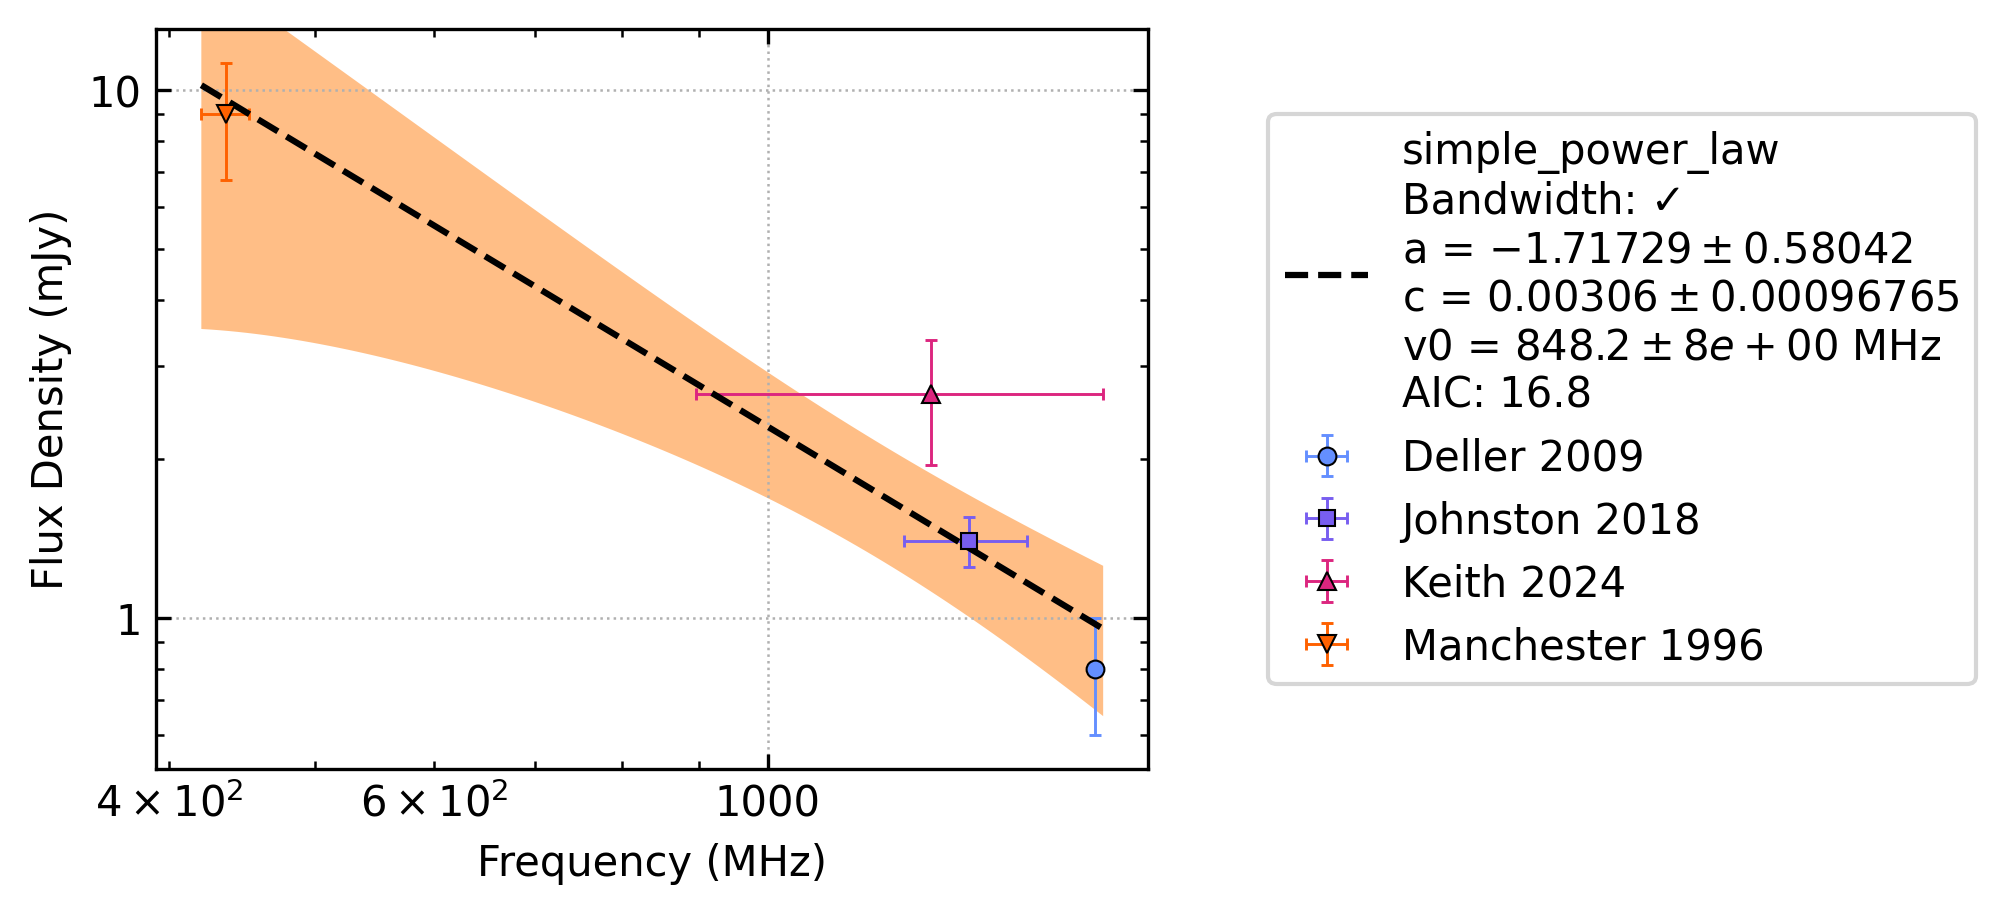 10
1
Flux Density (mJy)
4 × 10²
6 × 10²
1000
Frequency (MHz)
simple_power_law
Bandwidth: ✓
a = −1.71729 ± 0.58042
c = 0.00306 ± 0.00096765
v0 = 848.2 ± 8e + 00 MHz
AIC: 16.8
Deller 2009
Johnston 2018
Keith 2024
Manchester 1996